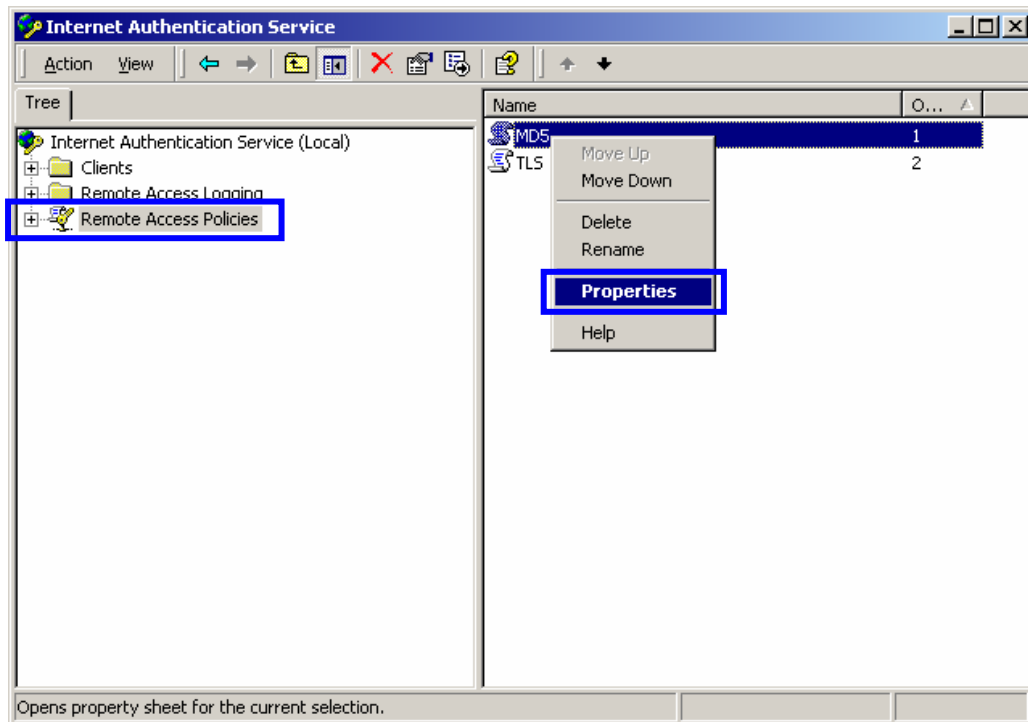 Internet Authentication Service
Action View
Tree
Name O...
Internet Authentication Service (Local)
Clients
Remote Access Logging
Remote Access Policies
MD5 1
TLS 2
Move Up
Move Down
Delete
Rename
Properties
Help
Opens property sheet for the current selection.